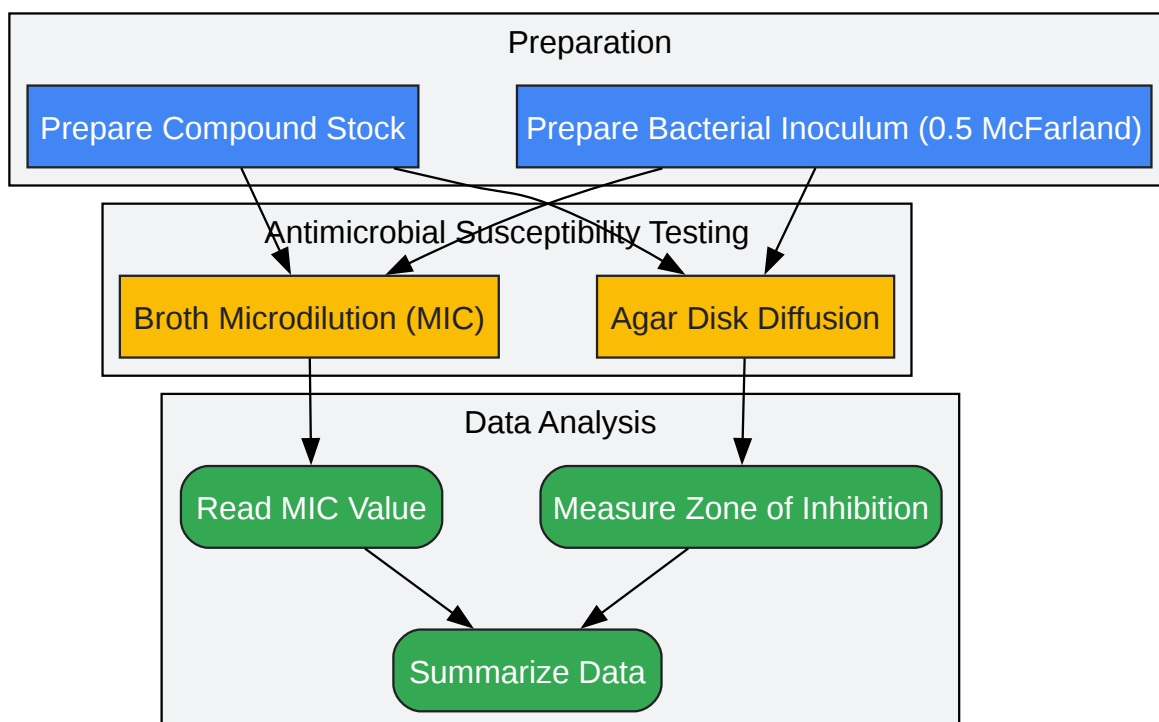 Preparation
Prepare Compound Stock
Prepare Bacterial Inoculum (0.5 McFarland)
Antimicrobial Susceptibility Testing
Broth Microdilution (MIC)
Agar Disk Diffusion
Data Analysis
Read MIC Value
Measure Zone of Inhibition
Summarize Data